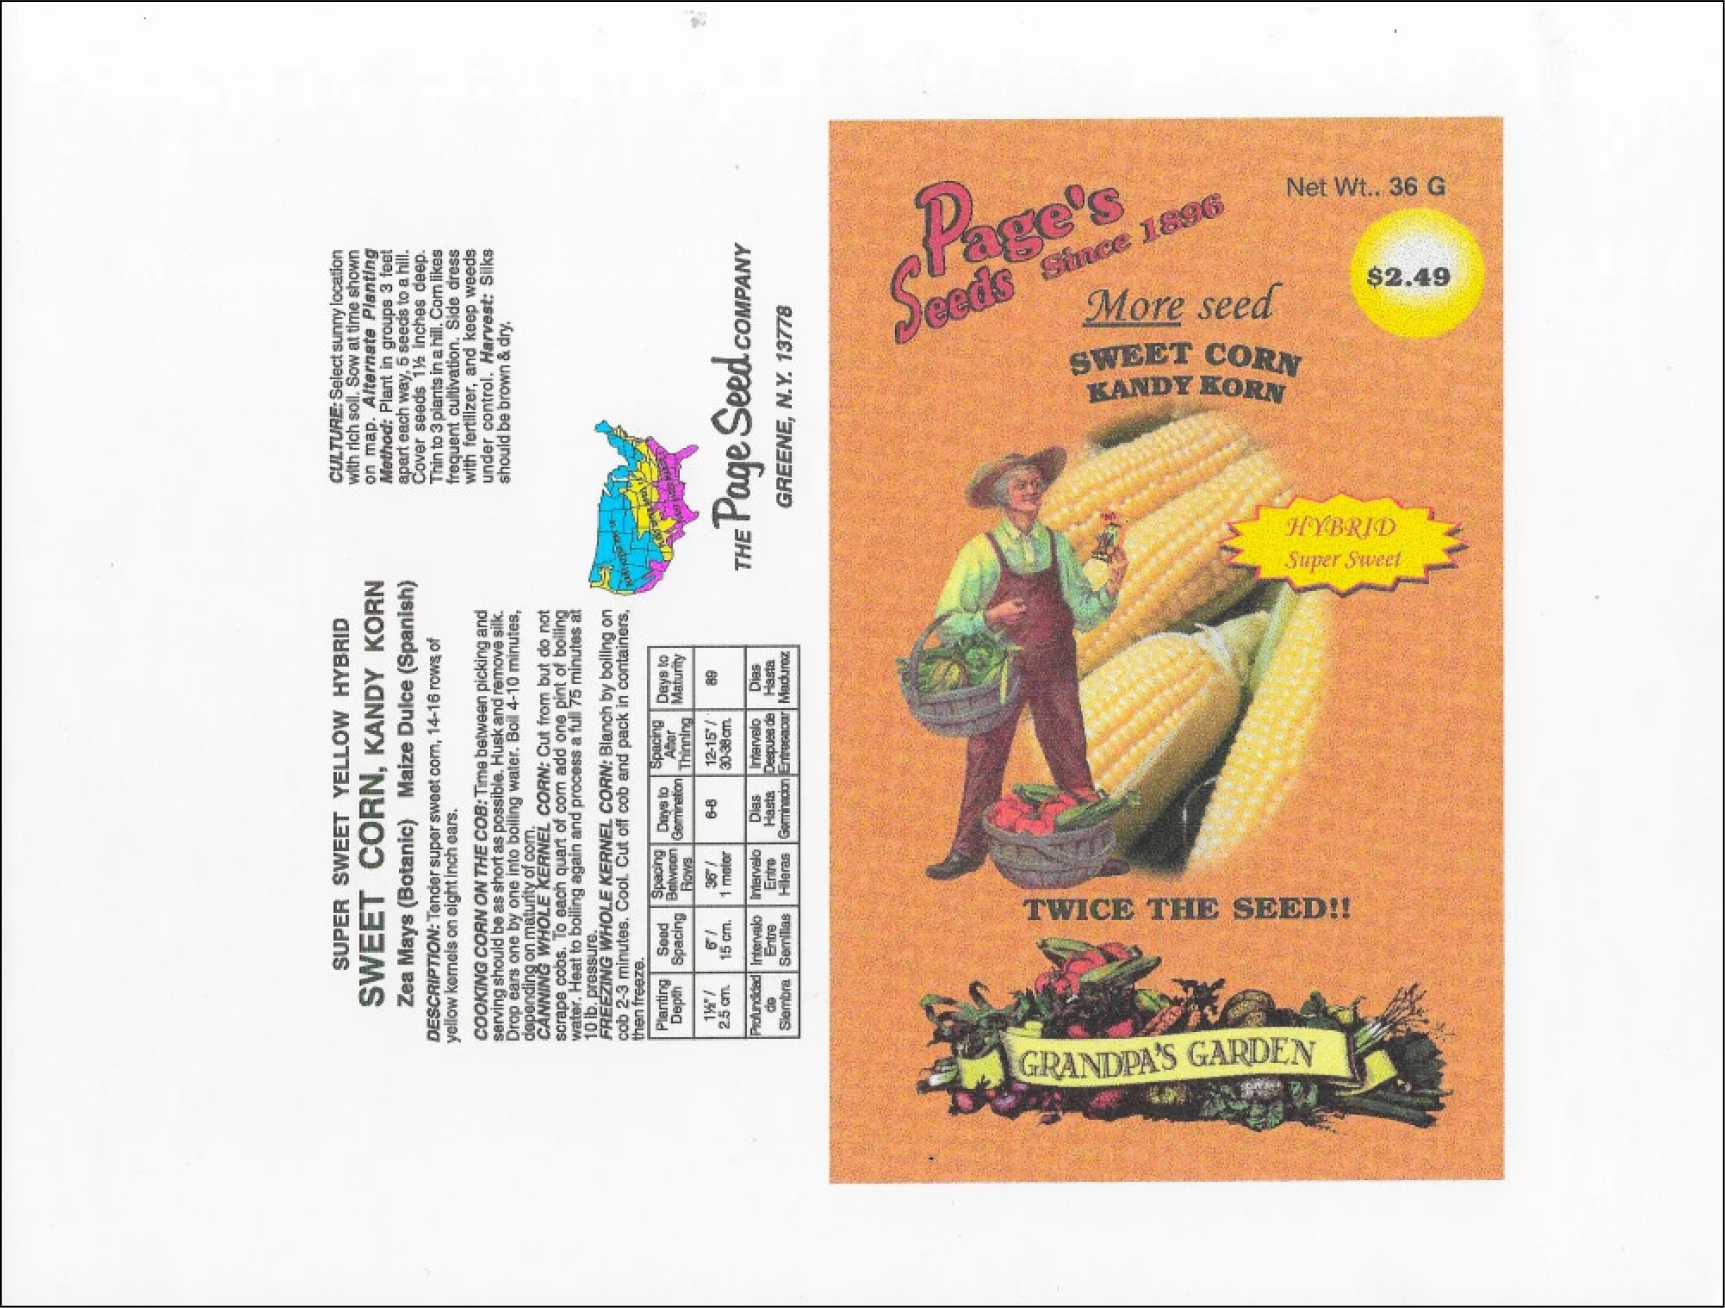 SUPER SWEET YELLOW HYBRID
SWEET CORN, KANDY KORN
Zea Mays (Botanic) Maize Dulce (Spanish)
DESCRIPTION: Tender super sweet corn, 14-16 rows of
yellow kernels on eight inch ears.
COOKING CORN ON THE COB: Time between picking and
serving should be as short as possible. Husk and remove silk.
Drop ears one by one into boiling water. Boil 4-10 minutes,
depending on maturity of corn.
CANNING WHOLE KERNEL CORN: Cut from but do not
scrape cobs. To each quart of corn add one pint of boiling
water. Heat to boiling again and process a full 75 minutes at
10 lb. pressure.
FREEZING WHOLE KERNEL CORN: Blanch by boiling on
cob 2-3 minutes. Cool. Cut off cob and pack in containers,
then freeze.
Planting Depth Seed Spacing Spacing Between Rows Days to Germination Spacing After Thinning Days to Maturity
1½"/ 2.5 cm. 6"/ 15 cm. 36"/ 1 meter 6-8 12-15"/ 30-38cm. 89
Profundidad de Siembra Intervalo Entre Semillas Intervalo Entre Hileras Dias Hasta Germinacion Intervalo Despues de Entresacar Dias Hasta Madurez
CULTURE: Select sunny location
with rich soil. Sow at time shown
on map. Alternate Planting
Method: Plant in groups 3 feet
apart each way, 5 seeds to a hill.
Cover seeds 1½ inches deep.
Thin to 3 plants in a hill. Corn likes
frequent cultivation. Side dress
with fertilizer, and keep weeds
under control. Harvest: Silks
should be brown & dry.
THE Page Seed COMPANY
GREENE, N.Y. 13778
Page's
Seeds Since 1896
Net Wt.. 36 G
$2.49
More seed
SWEET CORN
KANDY KORN
HYBRID
Super Sweet
TWICE THE SEED!!
GRANDPA'S GARDEN